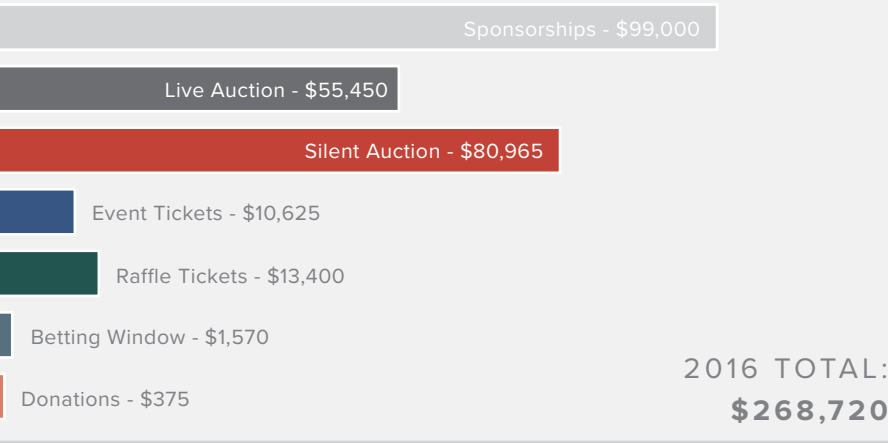 Sponsorships - $99,000
Live Auction - $55,450
Silent Auction - $80,965
Event Tickets - $10,625
Raffle Tickets - $13,400
Betting Window - $1,570
Donations - $375
2016 TOTAL:
$268,720